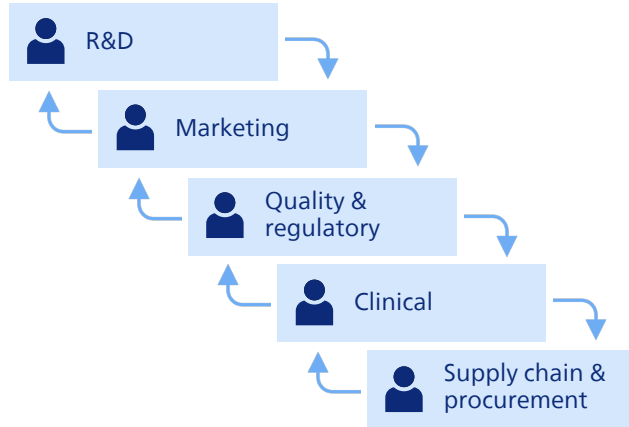 R&D
Marketing
Quality &
regulatory
Clinical
Supply chain &
procurement